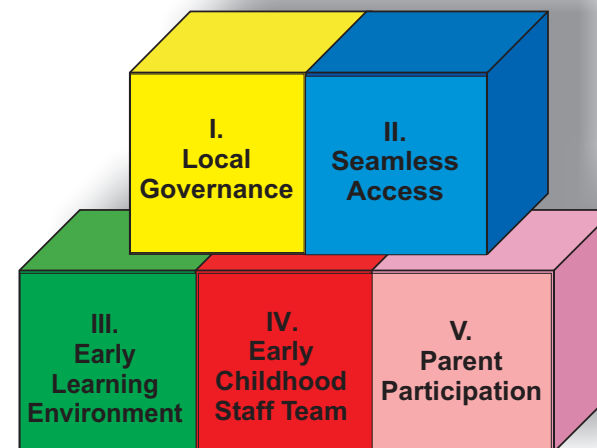 I.
Local
Governance
II.
Seamless
Access
III.
Early
Learning
Environment
IV.
Early
Childhood
Staff Team
V.
Parent
Participation